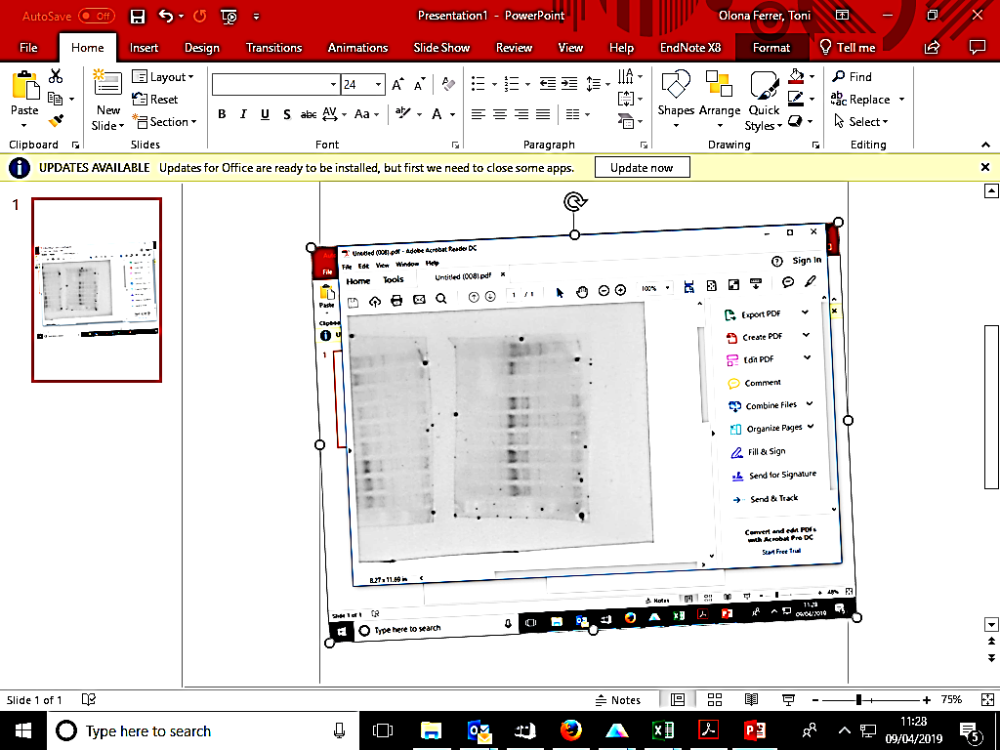 AutoSave Off
Presentation1 - PowerPoint
Olona Ferrer, Toni
File Home Insert Design Transitions Animations Slide Show Review View Help EndNote X8 Format Tell me
Paste
New Slide
Layout
Reset
Section
24
B I U S abc AV Aa A
Shapes Arrange Quick Styles
Find
Replace
Select
Clipboard Slides Font Paragraph Drawing Editing
UPDATES AVAILABLE Updates for Office are ready to be installed, but first we need to close some apps. Update now
1
Untitled (008).pdf - Adobe Acrobat Reader DC
File Edit View Window Help
Home Tools Untitled (008).pdf
Sign In
1 / 1
100%
File
Paste
1
Export PDF
Create PDF
Edit PDF
Comment
Combine Files
Organize Pages
Fill & Sign
Send for Signature
Send & Track
Convert and edit PDFs
with Acrobat Pro DC
Start Free Trial
8.27 x 11.69 in
Slide 1 of 1
Notes
48%
Type here to search
11:28
09/04/2019
Slide 1 of 1
Notes
75%
Type here to search
11:28
09/04/2019
5